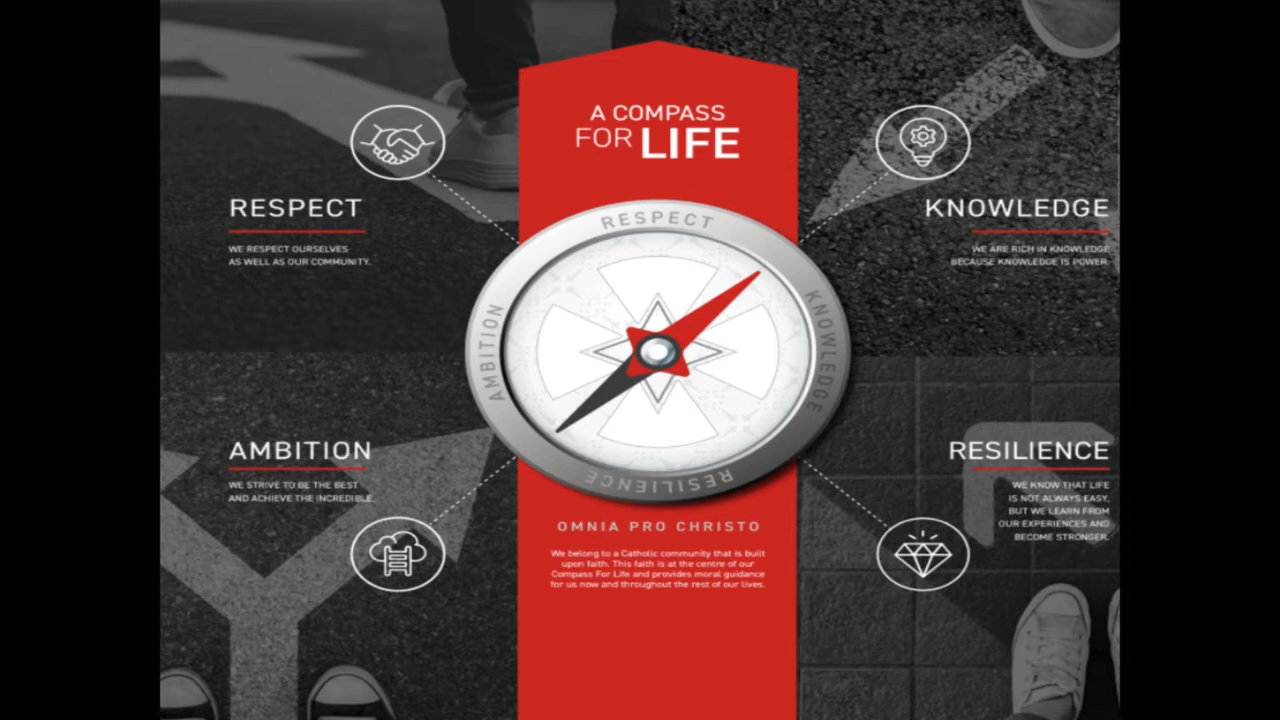 A COMPASS
FOR LIFE
RESPECT
WE RESPECT OURSELVES
AS WELL AS OUR COMMUNITY.
KNOWLEDGE
WE ARE RICH IN KNOWLEDGE
BECAUSE KNOWLEDGE IS POWER.
RESPECT
KNOWLEDGE
RESILIENCE
AMBITION
AMBITION
WE STRIVE TO BE THE BEST
AND ACHIEVE THE INCREDIBLE.
RESILIENCE
WE KNOW THAT LIFE
IS NOT ALWAYS EASY,
BUT WE LEARN FROM
OUR EXPERIENCES AND
BECOME STRONGER.
OMNIA PRO CHRISTO
We belong to a Catholic community that is built
upon faith. This faith is at the centre of our
Compass For Life and provides moral guidance
for us now and throughout the rest of our lives.